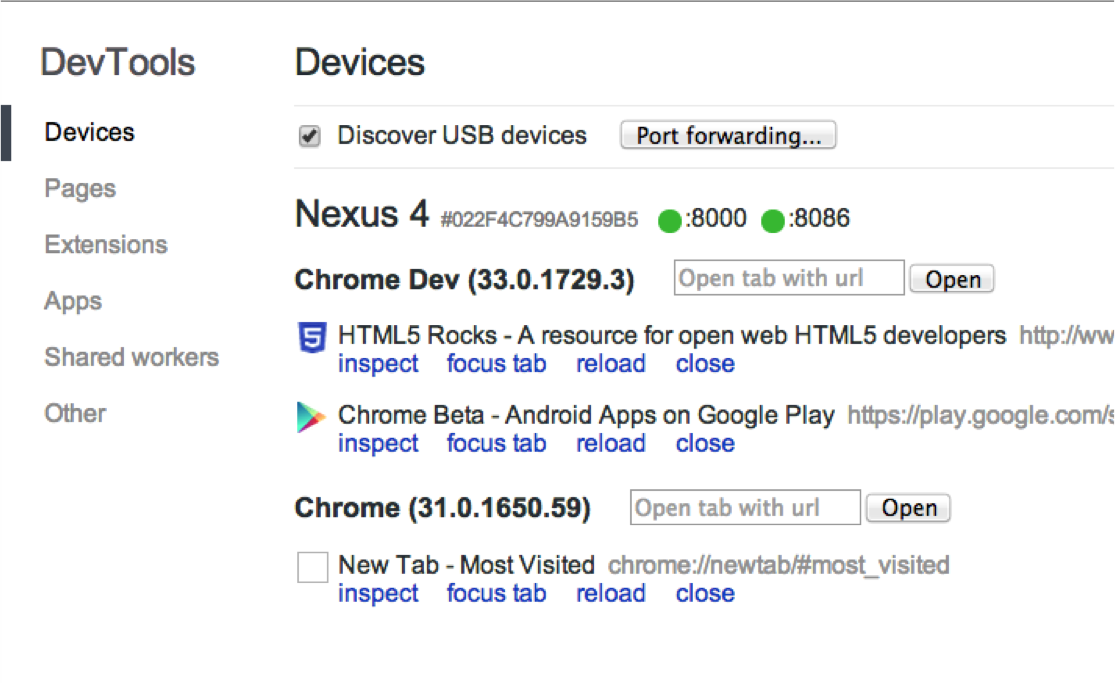 DevTools
Devices
Pages
Extensions
Apps
Shared workers
Other
Devices
Discover USB devices Port forwarding...
Nexus 4 #022F4C799A9159B5 :8000 :8086
Chrome Dev (33.0.1729.3) Open tab with url Open
HTML5 Rocks - A resource for open web HTML5 developers http://ww
inspect focus tab reload close
Chrome Beta - Android Apps on Google Play https://play.google.com/s
inspect focus tab reload close
Chrome (31.0.1650.59) Open tab with url Open
New Tab - Most Visited chrome://newtab/#most_visited
inspect focus tab reload close